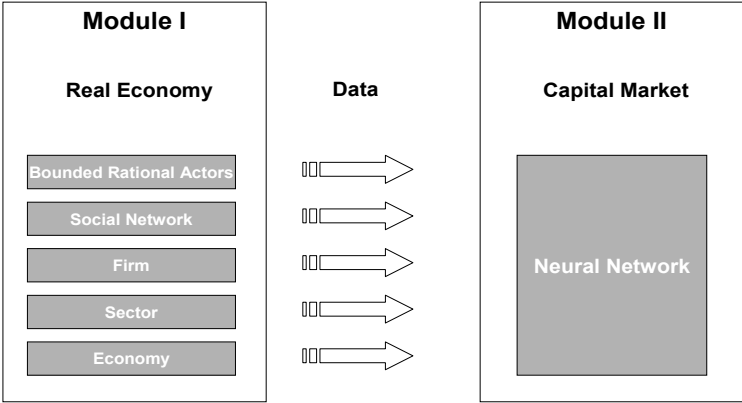 Module I
Real Economy
Bounded Rational Actors
Social Network
Firm
Sector
Economy
Data
Module II
Capital Market
Neural Network